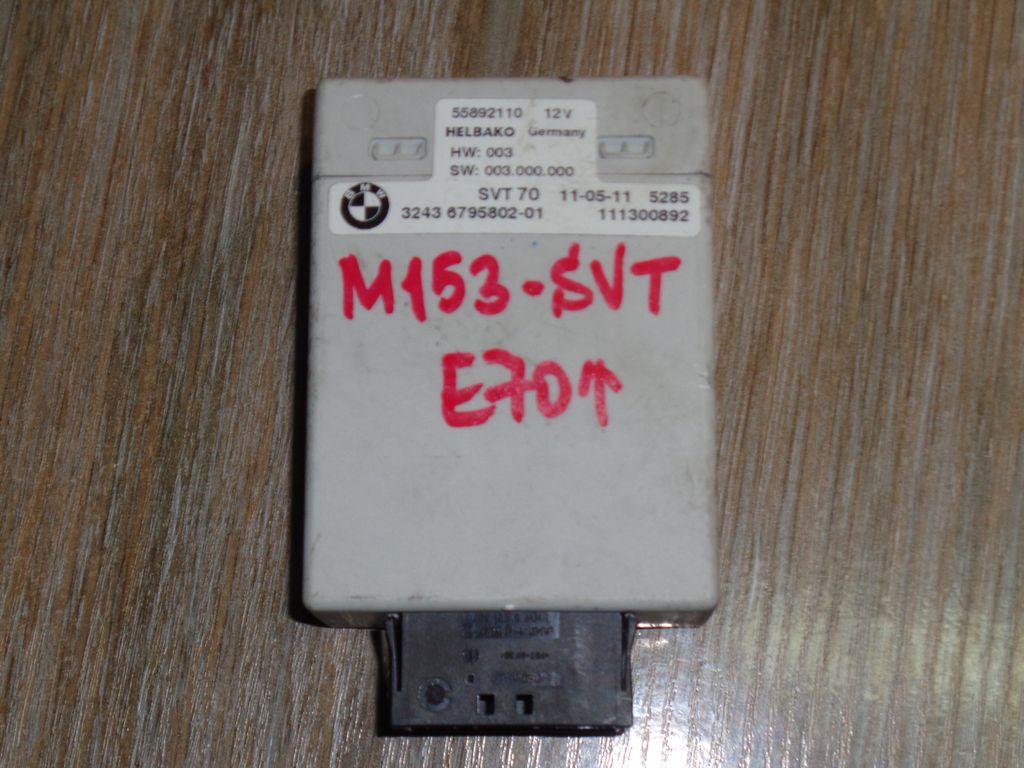 55892110 12V
HELBAKO Germany
HW: 003
SW: 003.000.000
BMW
SVT 70 11-05-11 5285
3243 6795802-01 111300892
M153-SVT
E70↑